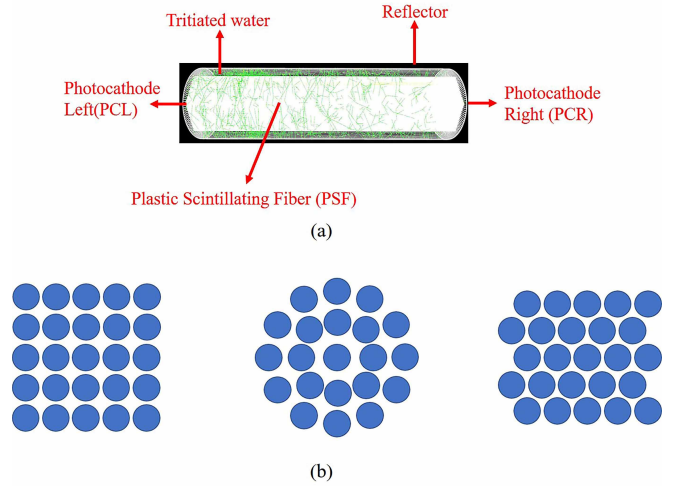 Tritiated water
Reflector
Photocathode
Left(PCL)
Photocathode
Right (PCR)
Plastic Scintillating Fiber (PSF)
(a)
(b)